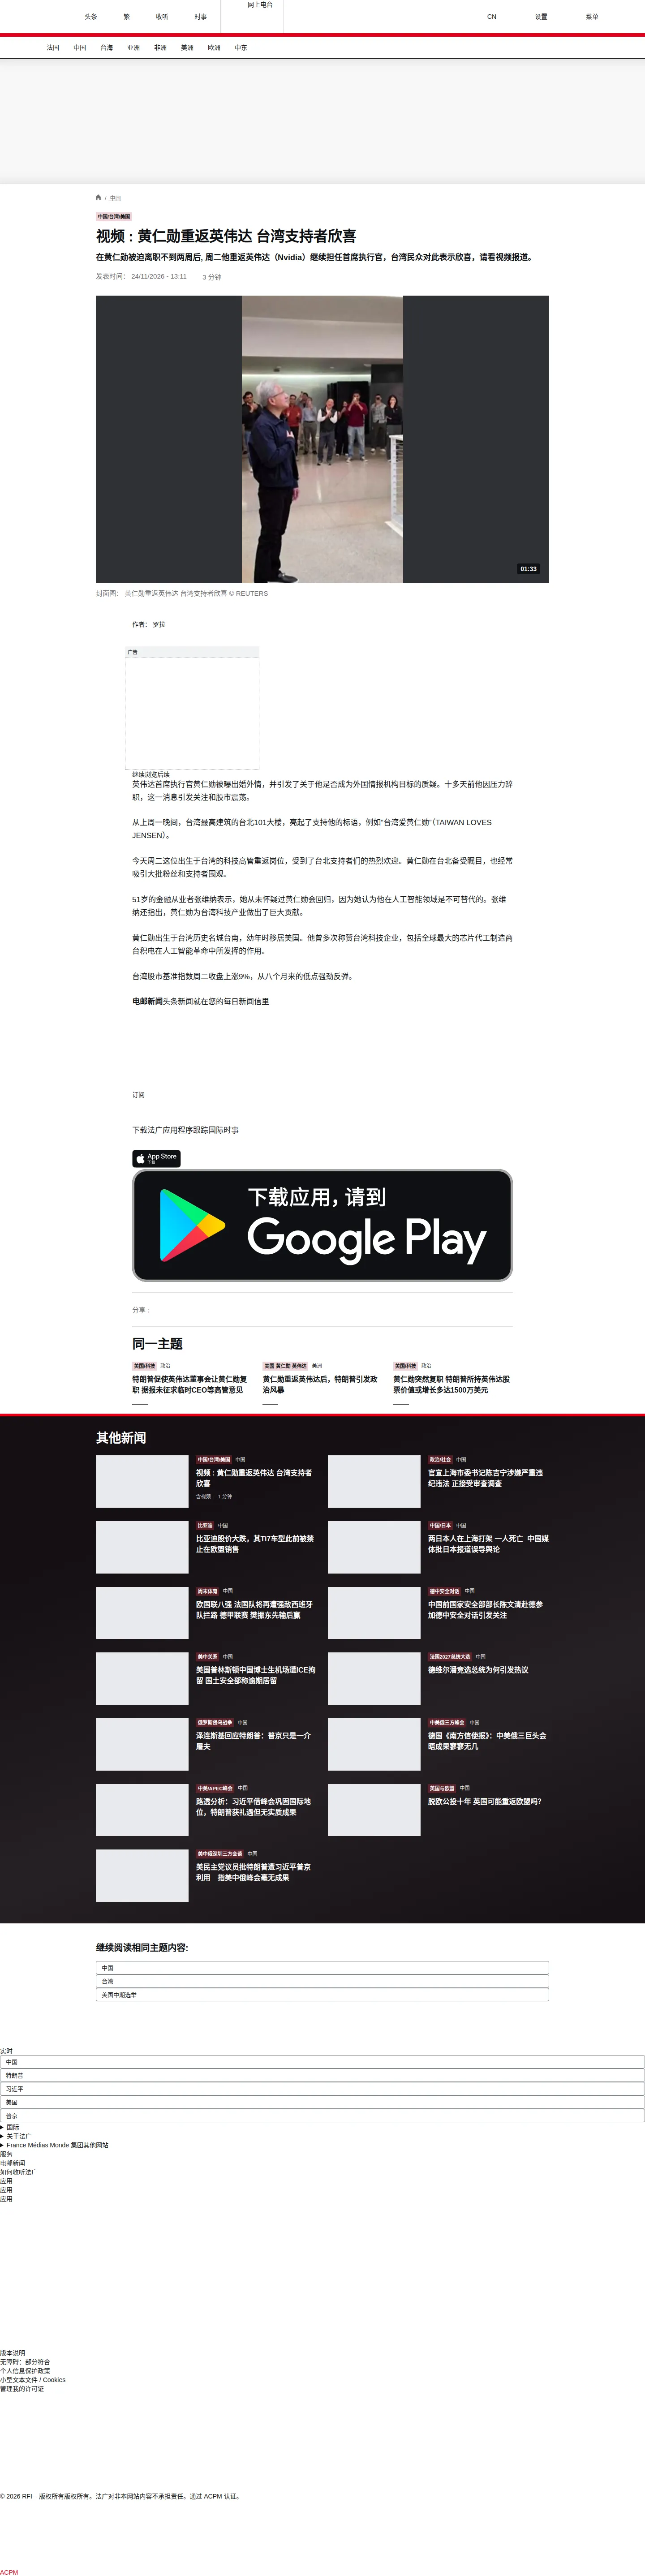 头条
繁
收听
时事
网上电台
CN
设置
菜单
法国
中国
台海
亚洲
非洲
美洲
欧洲
中东
/ 中国
中国/台湾/美国
视频 : 黄仁勋重返英伟达 台湾支持者欣喜
在黄仁勋被迫离职不到两周后, 周二他重返英伟达（Nvidia）继续担任首席执行官，台湾民众对此表示欣喜，请看视频报道。
发表时间： 24/11/2026 - 13:11
3 分钟
01:33
封面图： 黄仁勋重返英伟达 台湾支持者欣喜 © REUTERS
作者： 罗拉
广告
继续浏览后续
英伟达首席执行官黄仁勋被曝出婚外情，并引发了关于他是否成为外国情报机构目标的质疑。十多天前他因压力辞
职，这一消息引发关注和股市震荡。
从上周一晚间，台湾最高建筑的台北101大楼，亮起了支持他的标语，例如“台湾爱黄仁勋”（TAIWAN LOVES
JENSEN）。
今天周二这位出生于台湾的科技高管重返岗位，受到了台北支持者们的热烈欢迎。黄仁勋在台北备受瞩目，也经常
吸引大批粉丝和支持者围观。
51岁的金融从业者张维纳表示，她从未怀疑过黄仁勋会回归，因为她认为他在人工智能领域是不可替代的。张维
纳还指出，黄仁勋为台湾科技产业做出了巨大贡献。
黄仁勋出生于台湾历史名城台南，幼年时移居美国。他曾多次称赞台湾科技企业，包括全球最大的芯片代工制造商
台积电在人工智能革命中所发挥的作用。
台湾股市基准指数周二收盘上涨9%，从八个月来的低点强劲反弹。
电邮新闻头条新闻就在您的每日新闻信里
订阅
下载法广应用程序跟踪国际时事
App Store
下载
下载应用，请到
Google Play
分享 :
同一主题
美国/科技 政治
特朗普促使英伟达董事会让黄仁勋复
职 据报未征求临时CEO等高管意见
美国 黄仁勋 英伟达 美洲
黄仁勋重返英伟达后，特朗普引发政
治风暴
美国/科技 政治
黄仁勋突然复职 特朗普所持英伟达股
票价值或增长多达1500万美元
其他新闻
中国/台湾/美国 中国
视频 : 黄仁勋重返英伟达 台湾支持者
欣喜
含视频 1 分钟
政治/社会 中国
官宣上海市委书记陈吉宁涉嫌严重违
纪违法 正接受审查调查
比亚迪 中国
比亚迪股价大跌，其Ti7车型此前被禁
止在欧盟销售
中国/日本 中国
两日本人在上海打架 一人死亡 中国媒
体批日本报道误导舆论
周末体育 中国
欧国联八强 法国队将再遭强敌西班牙
队拦路 德甲联赛 樊振东先输后赢
德中安全对话 中国
中国前国家安全部部长陈文清赴德参
加德中安全对话引发关注
美中关系 中国
美国普林斯顿中国博士生机场遭ICE拘
留 国土安全部称逾期居留
法国2027总统大选 中国
德维尔潘竞选总统为何引发热议
俄罗斯侵乌战争 中国
泽连斯基回应特朗普：普京只是一介
屠夫
中美俄三方峰会 中国
德国《南方信使报》：中美俄三巨头会
晤成果寥寥无几
中美/APEC峰会 中国
路透分析：习近平借峰会巩固国际地
位，特朗普获礼遇但无实质成果
英国与欧盟 中国
脱欧公投十年 英国可能重返欧盟吗?
美中俄深圳三方会谈 中国
美民主党议员批特朗普遭习近平普京
利用 指美中俄峰会毫无成果
继续阅读相同主题内容:
中国
台湾
美国中期选举
实时
中国
特朗普
习近平
美国
普京
国际
关于法广
France Médias Monde 集团其他网站
服务
电邮新闻
如何收听法广
应用
应用
应用
版本说明
无障碍：部分符合
个人信息保护政策
小型文本文件 / Cookies
管理我的许可证
© 2026 RFI – 版权所有版权所有。法广对非本网站内容不承担责任。通过 ACPM 认证。
ACPM